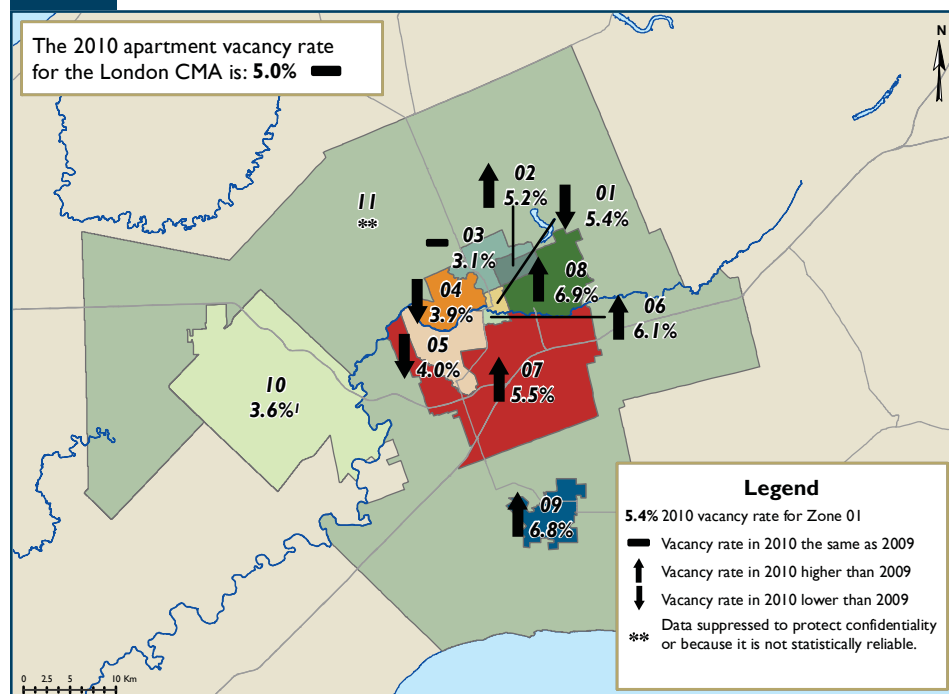 The 2010 apartment vacancy rate
for the London CMA is: 5.0%
N
02
5.2%
01
5.4%
11
**
03
3.1%
08
6.9%
04
3.9%
06
6.1%
05
4.0%
07
5.5%
10
3.6%¹
09
6.8%
Legend
5.4% 2010 vacancy rate for Zone 01
Vacancy rate in 2010 the same as 2009
Vacancy rate in 2010 higher than 2009
Vacancy rate in 2010 lower than 2009
** Data suppressed to protect confidentiality
or because it is not statistically reliable.
0 2.5 5 10 Km